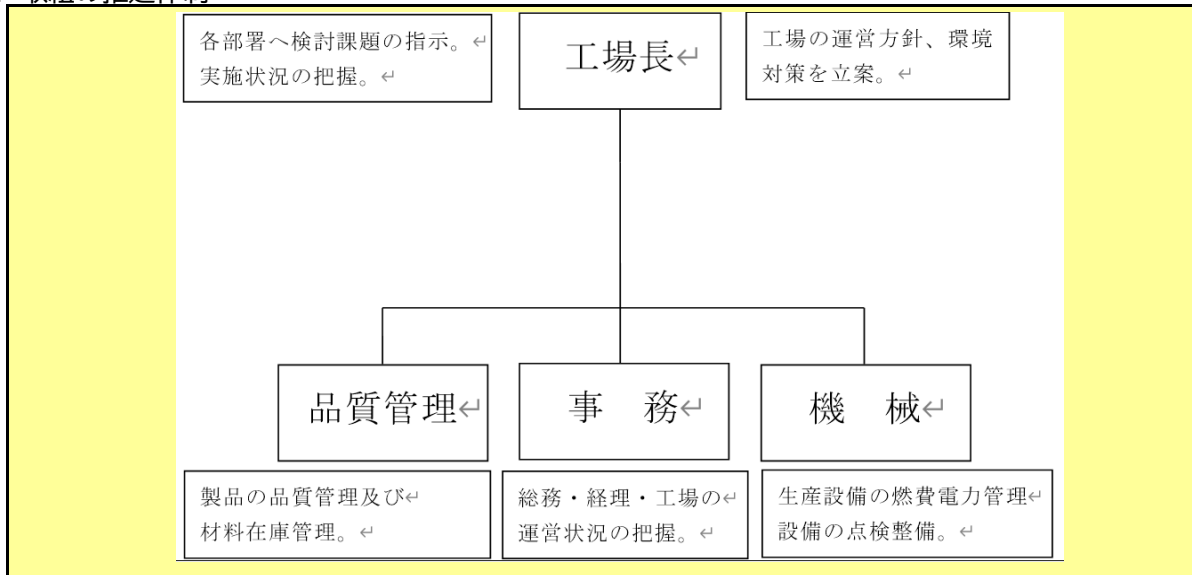 各部署へ検討課題の指示。↵
実施状況の把握。↵
工場長↵
工場の運営方針、環境
対策を立案。↵
品質管理↵
事　務↵
機　械↵
製品の品質管理及び↵
材料在庫管理。↵
総務・経理・工場の↵
運営状況の把握。↵
生産設備の燃費電力管理↵
設備の点検整備。↵